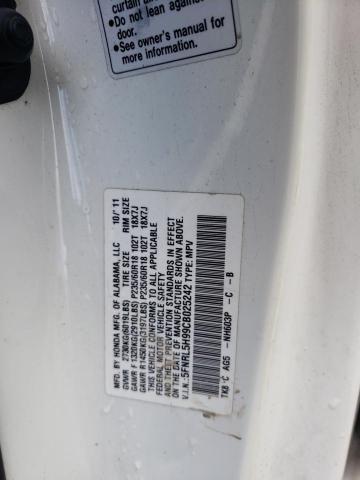 curtain
•Do not lean against
door.
•See owner's manual for
more information.
MFD. BY HONDA MFG OF ALABAMA, LLC 10/'11
GVWR 2730KG(6019LBS) TIRE SIZE RIM SIZE
GAWR F 1320KG(2910LBS) P235/60R18 102T 18X7J
GAWR R 1450KG(3197LBS) P235/60R18 102T 18X7J
THIS VEHICLE CONFORMS TO ALL APPLICABLE
FEDERAL MOTOR VEHICLE SAFETY
AND THEFT PREVENTION STANDARDS IN EFFECT
ON THE DATE OF MANUFACTURE SHOWN ABOVE.
V.I.N.:5FNRL5H99CB025242 TYPE: MPV
TK8 -C AG5 -NH603P -C -B